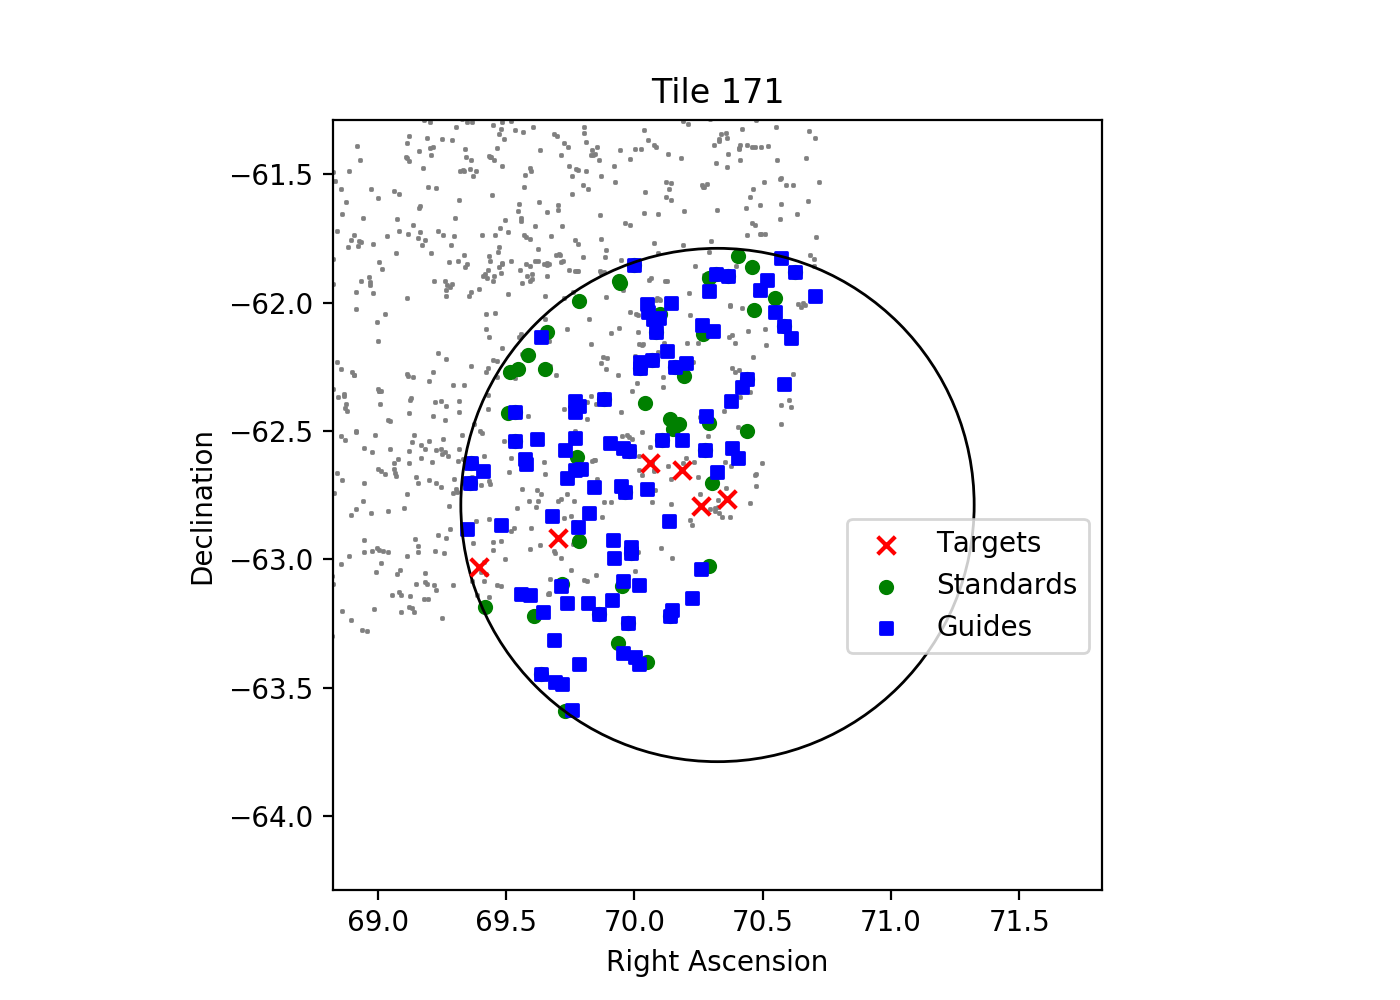 Tile 171
−61.5
−62.0
−62.5
−63.0
−63.5
−64.0
Declination
69.0 69.5 70.0 70.5 71.0 71.5
Right Ascension
Targets
Standards
Guides